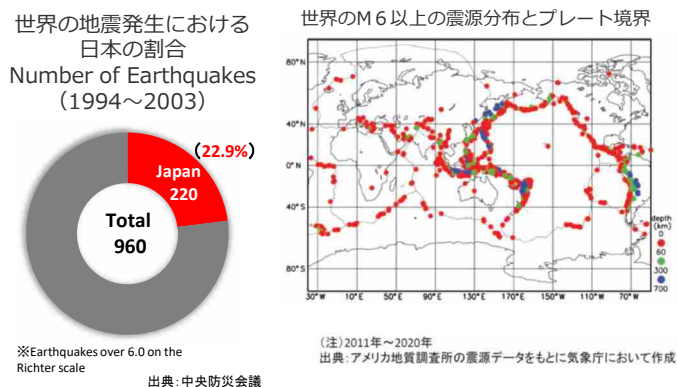 世界の地震発生における
日本の割合
Number of Earthquakes
（1994～2003）
（22.9%）
Japan
220
Total
960
※Earthquakes over 6.0 on the
Richter scale
出典：中央防災会議
世界のM６以上の震源分布とプレート境界
80°N
40°N
0°N
40°S
80°S
30°W 10°E 50°E 90°E 130°E 170°E 150°W 110°W 70°W
depth
(km)
0
60
300
700
（注）2011年～2020年
出典：アメリカ地質調査所の震源データをもとに気象庁において作成